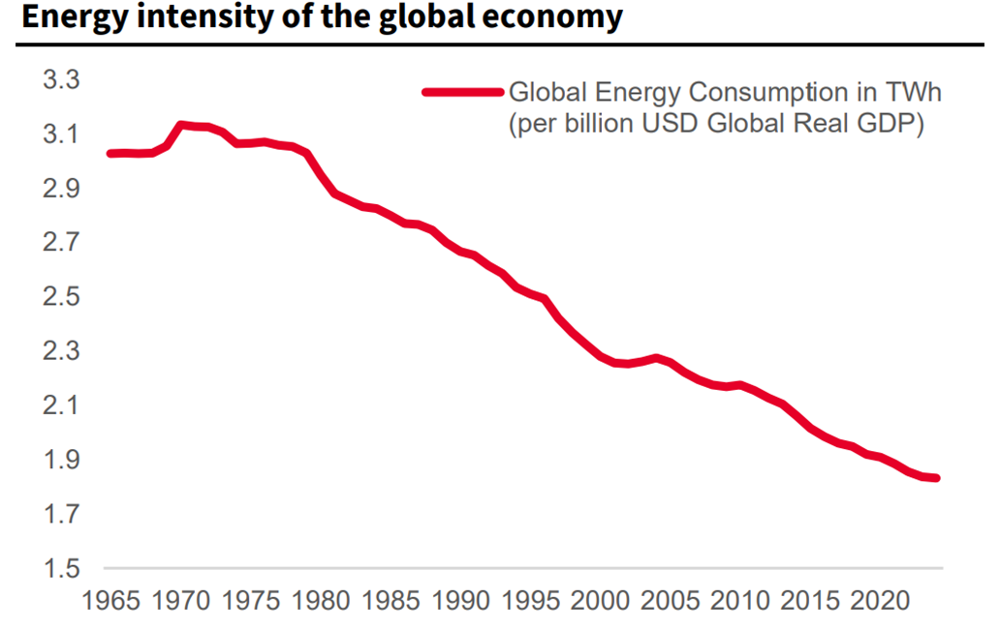 Energy intensity of the global economy
Global Energy Consumption in TWh
(per billion USD Global Real GDP)
3.3
3.1
2.9
2.7
2.5
2.3
2.1
1.9
1.7
1.5
1965 1970 1975 1980 1985 1990 1995 2000 2005 2010 2015 2020